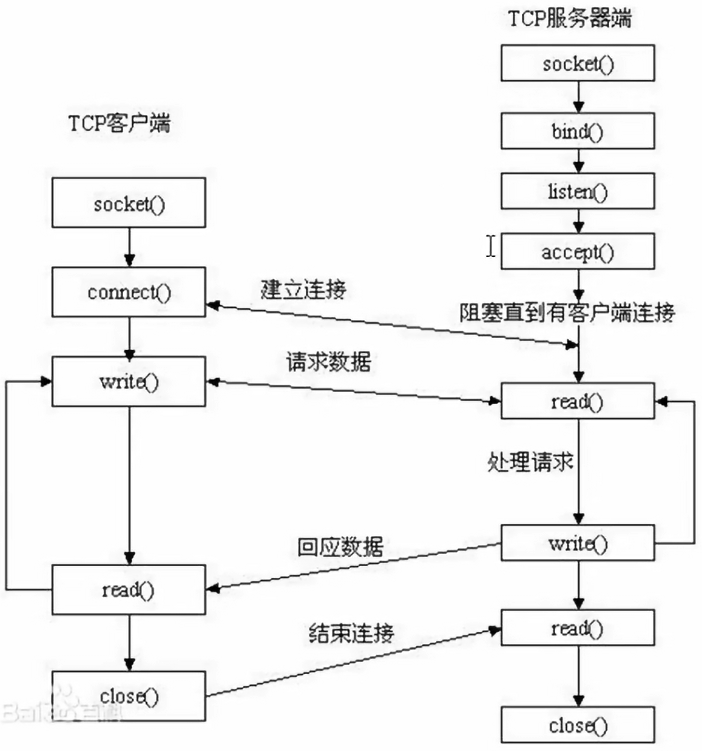 TCP服务器端
socket()
bind()
listen()
accept()
阻塞直到有客户端连接
read()
处理请求
write()
read()
close()
TCP客户端
socket()
connect()
write()
read()
close()
建立连接
请求数据
回应数据
结束连接
Bai 百科